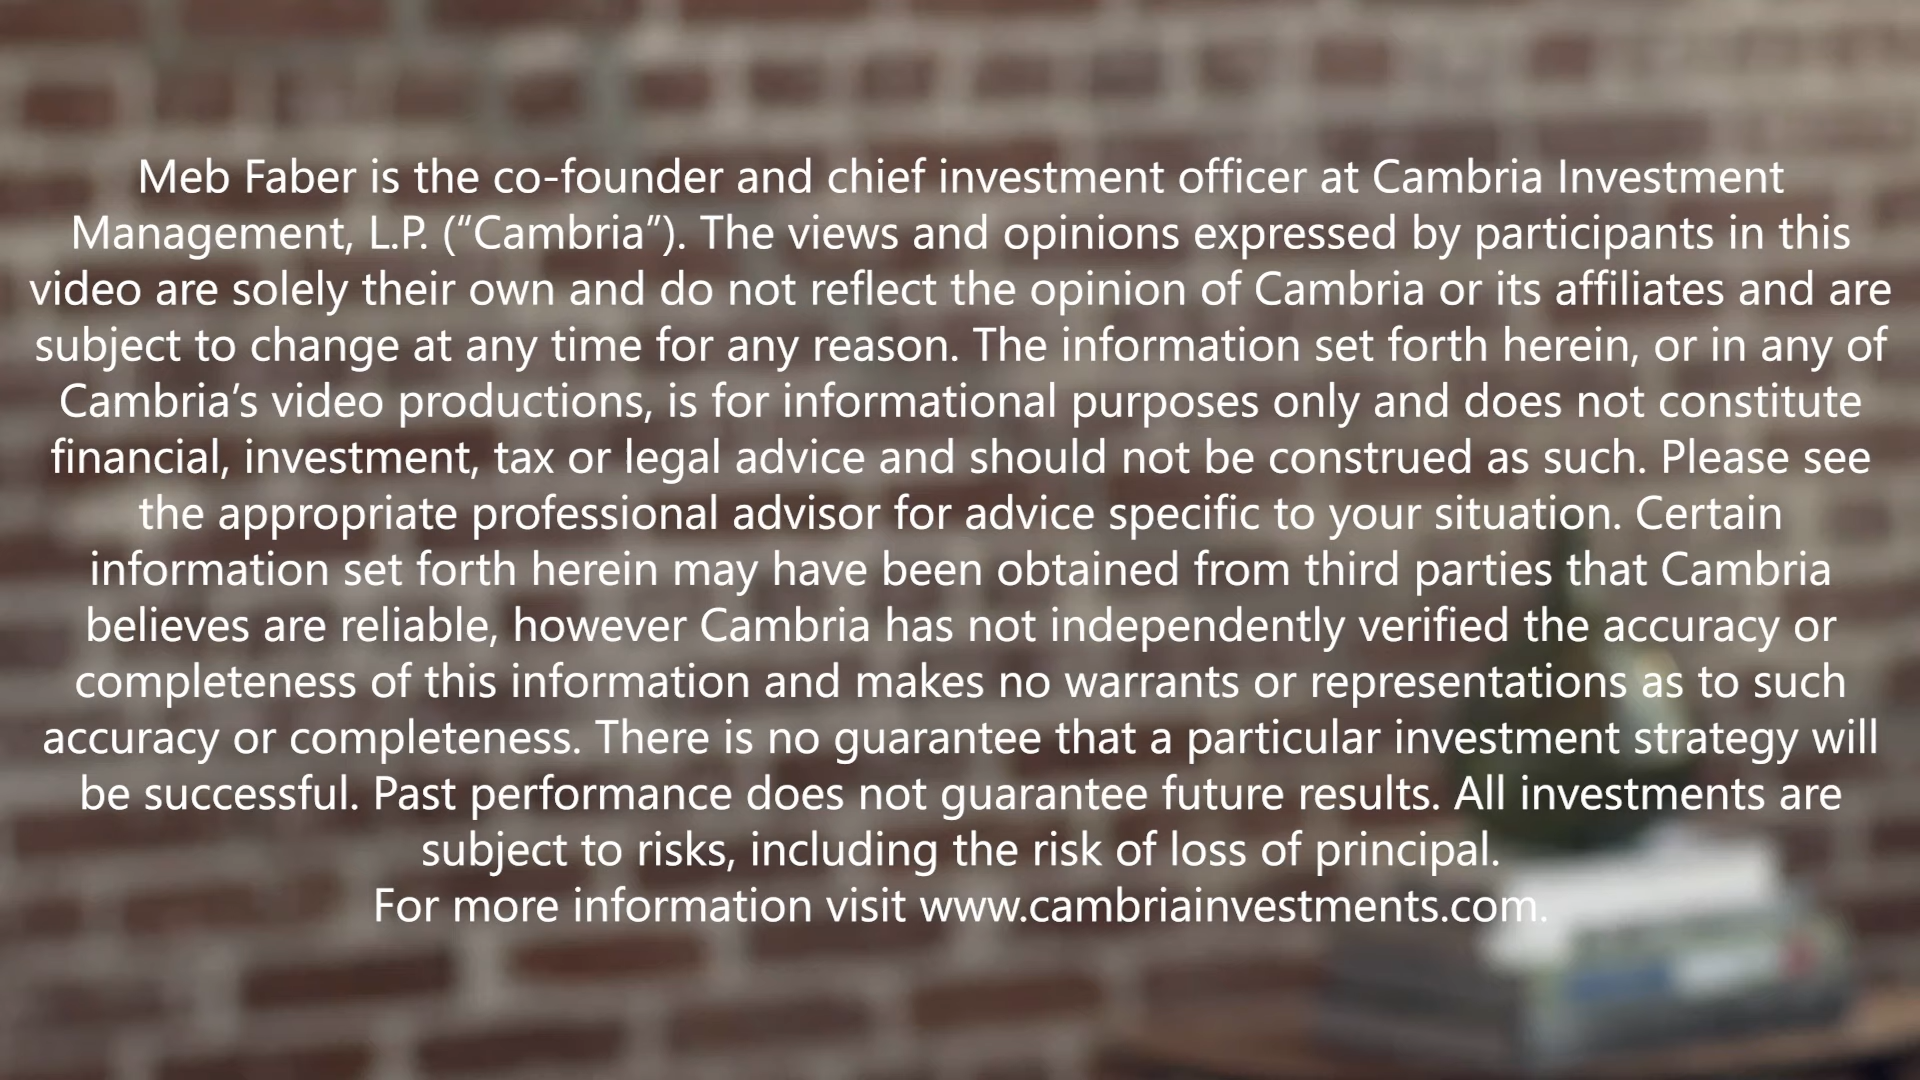 Meb Faber is the co-founder and chief investment officer at Cambria Investment
Management, L.P. (“Cambria”). The views and opinions expressed by participants in this
video are solely their own and do not reflect the opinion of Cambria or its affiliates and are
subject to change at any time for any reason. The information set forth herein, or in any of
Cambria’s video productions, is for informational purposes only and does not constitute
financial, investment, tax or legal advice and should not be construed as such. Please see
the appropriate professional advisor for advice specific to your situation. Certain
information set forth herein may have been obtained from third parties that Cambria
believes are reliable, however Cambria has not independently verified the accuracy or
completeness of this information and makes no warrants or representations as to such
accuracy or completeness. There is no guarantee that a particular investment strategy will
be successful. Past performance does not guarantee future results. All investments are
subject to risks, including the risk of loss of principal.
For more information visit www.cambriainvestments.com.